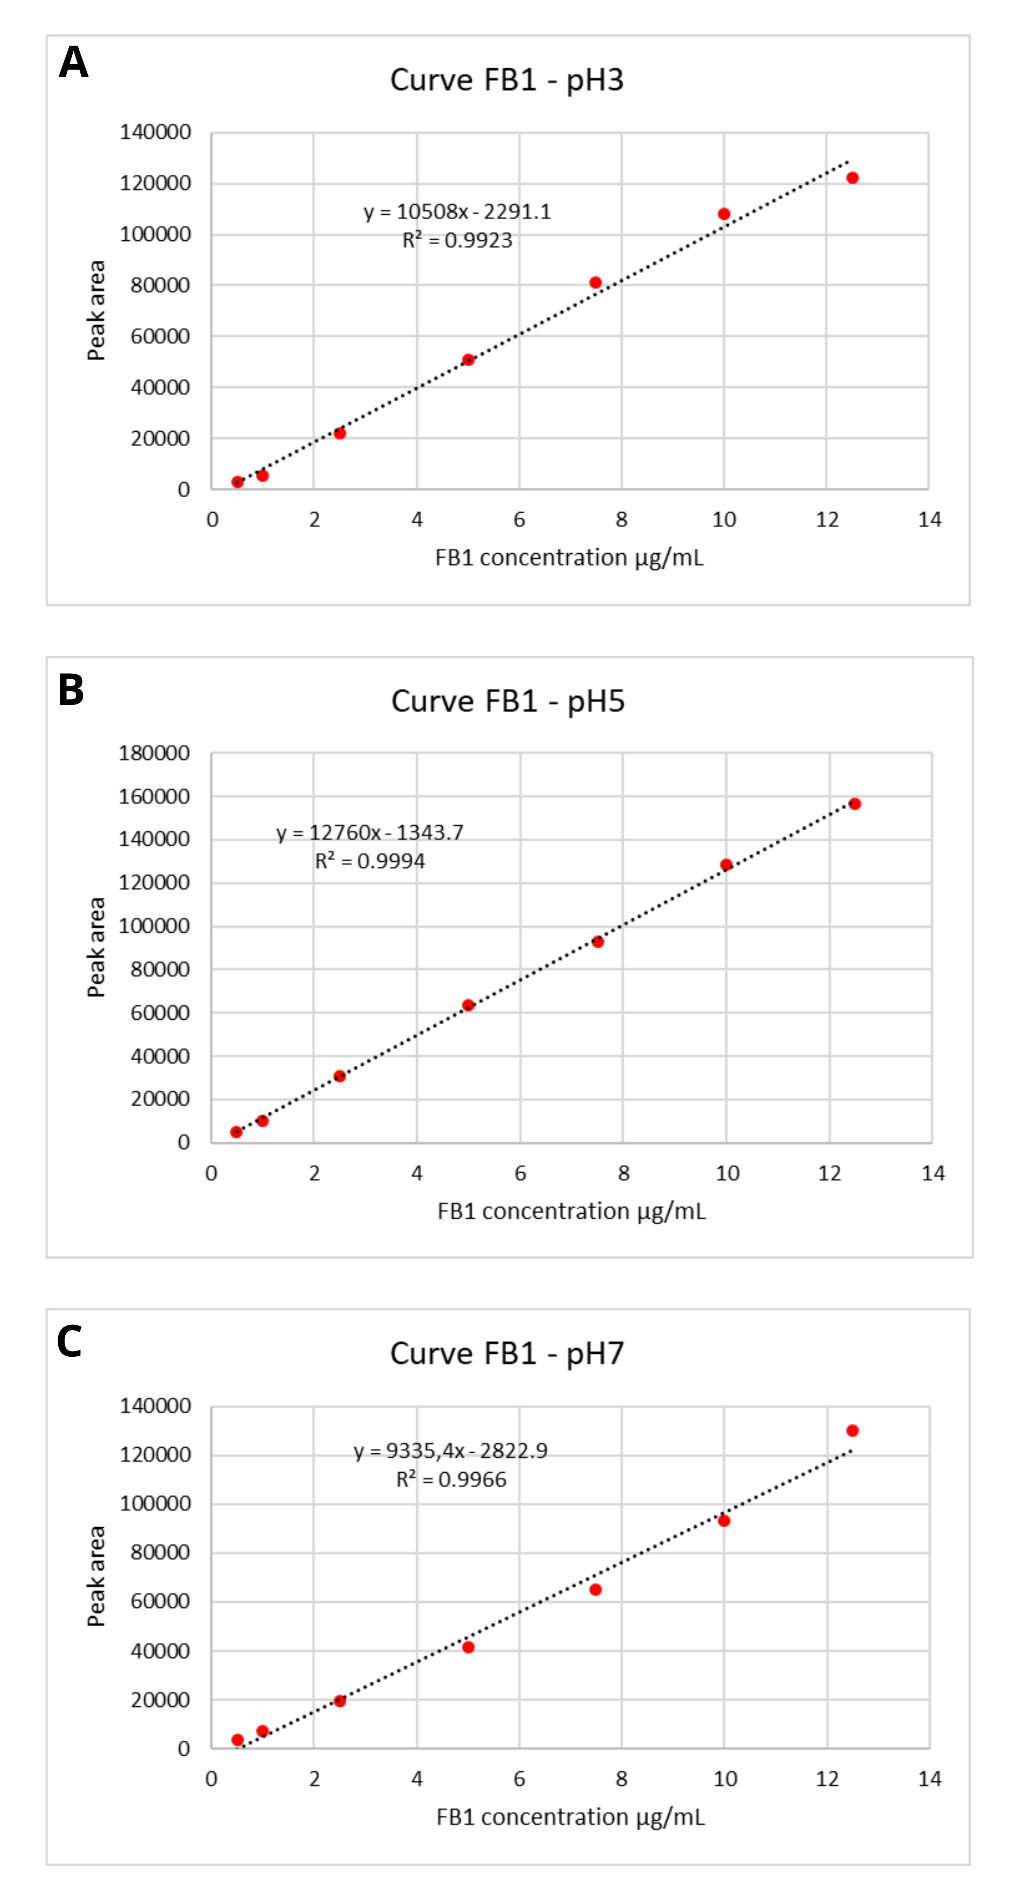 A
Curve FB1 - pH3
140000
120000
100000
80000
60000
40000
20000
0
Peak area
y = 10508x - 2291.1
R² = 0.9923
0 2 4 6 8 10 12 14
FB1 concentration µg/mL
B
Curve FB1 - pH5
180000
160000
140000
120000
100000
80000
60000
40000
20000
0
Peak area
y = 12760x - 1343.7
R² = 0.9994
0 2 4 6 8 10 12 14
FB1 concentration µg/mL
C
Curve FB1 - pH7
140000
120000
100000
80000
60000
40000
20000
0
Peak area
y = 9335,4x - 2822.9
R² = 0.9966
0 2 4 6 8 10 12 14
FB1 concentration µg/mL